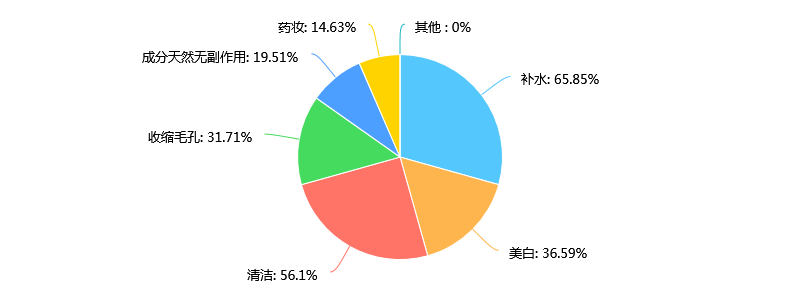 药妆: 14.63%
其他 : 0%
成分天然无副作用: 19.51%
补水: 65.85%
收缩毛孔: 31.71%
美白: 36.59%
清洁: 56.1%